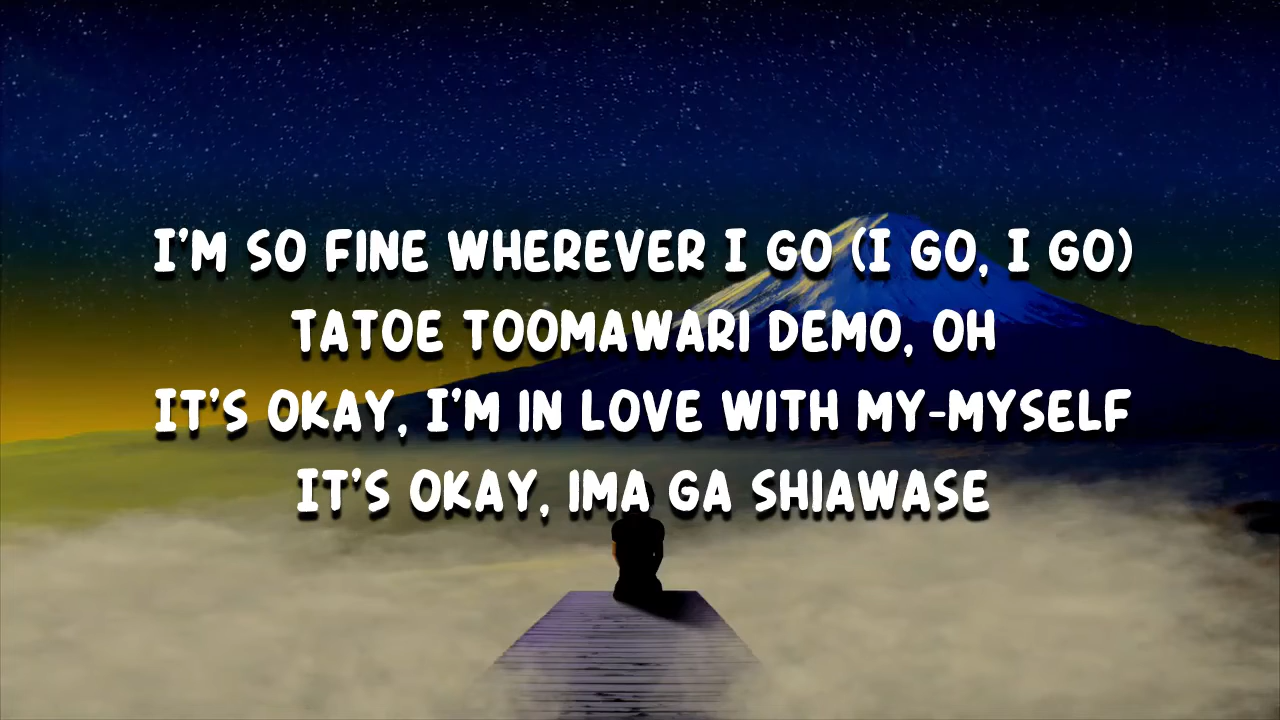 I'M SO FINE WHEREVER I GO (I GO, I GO)
TATOE TOOMAWARI DEMO, OH
IT'S OKAY, I'M IN LOVE WITH MY-MYSELF
IT'S OKAY, IMA GA SHIAWASE